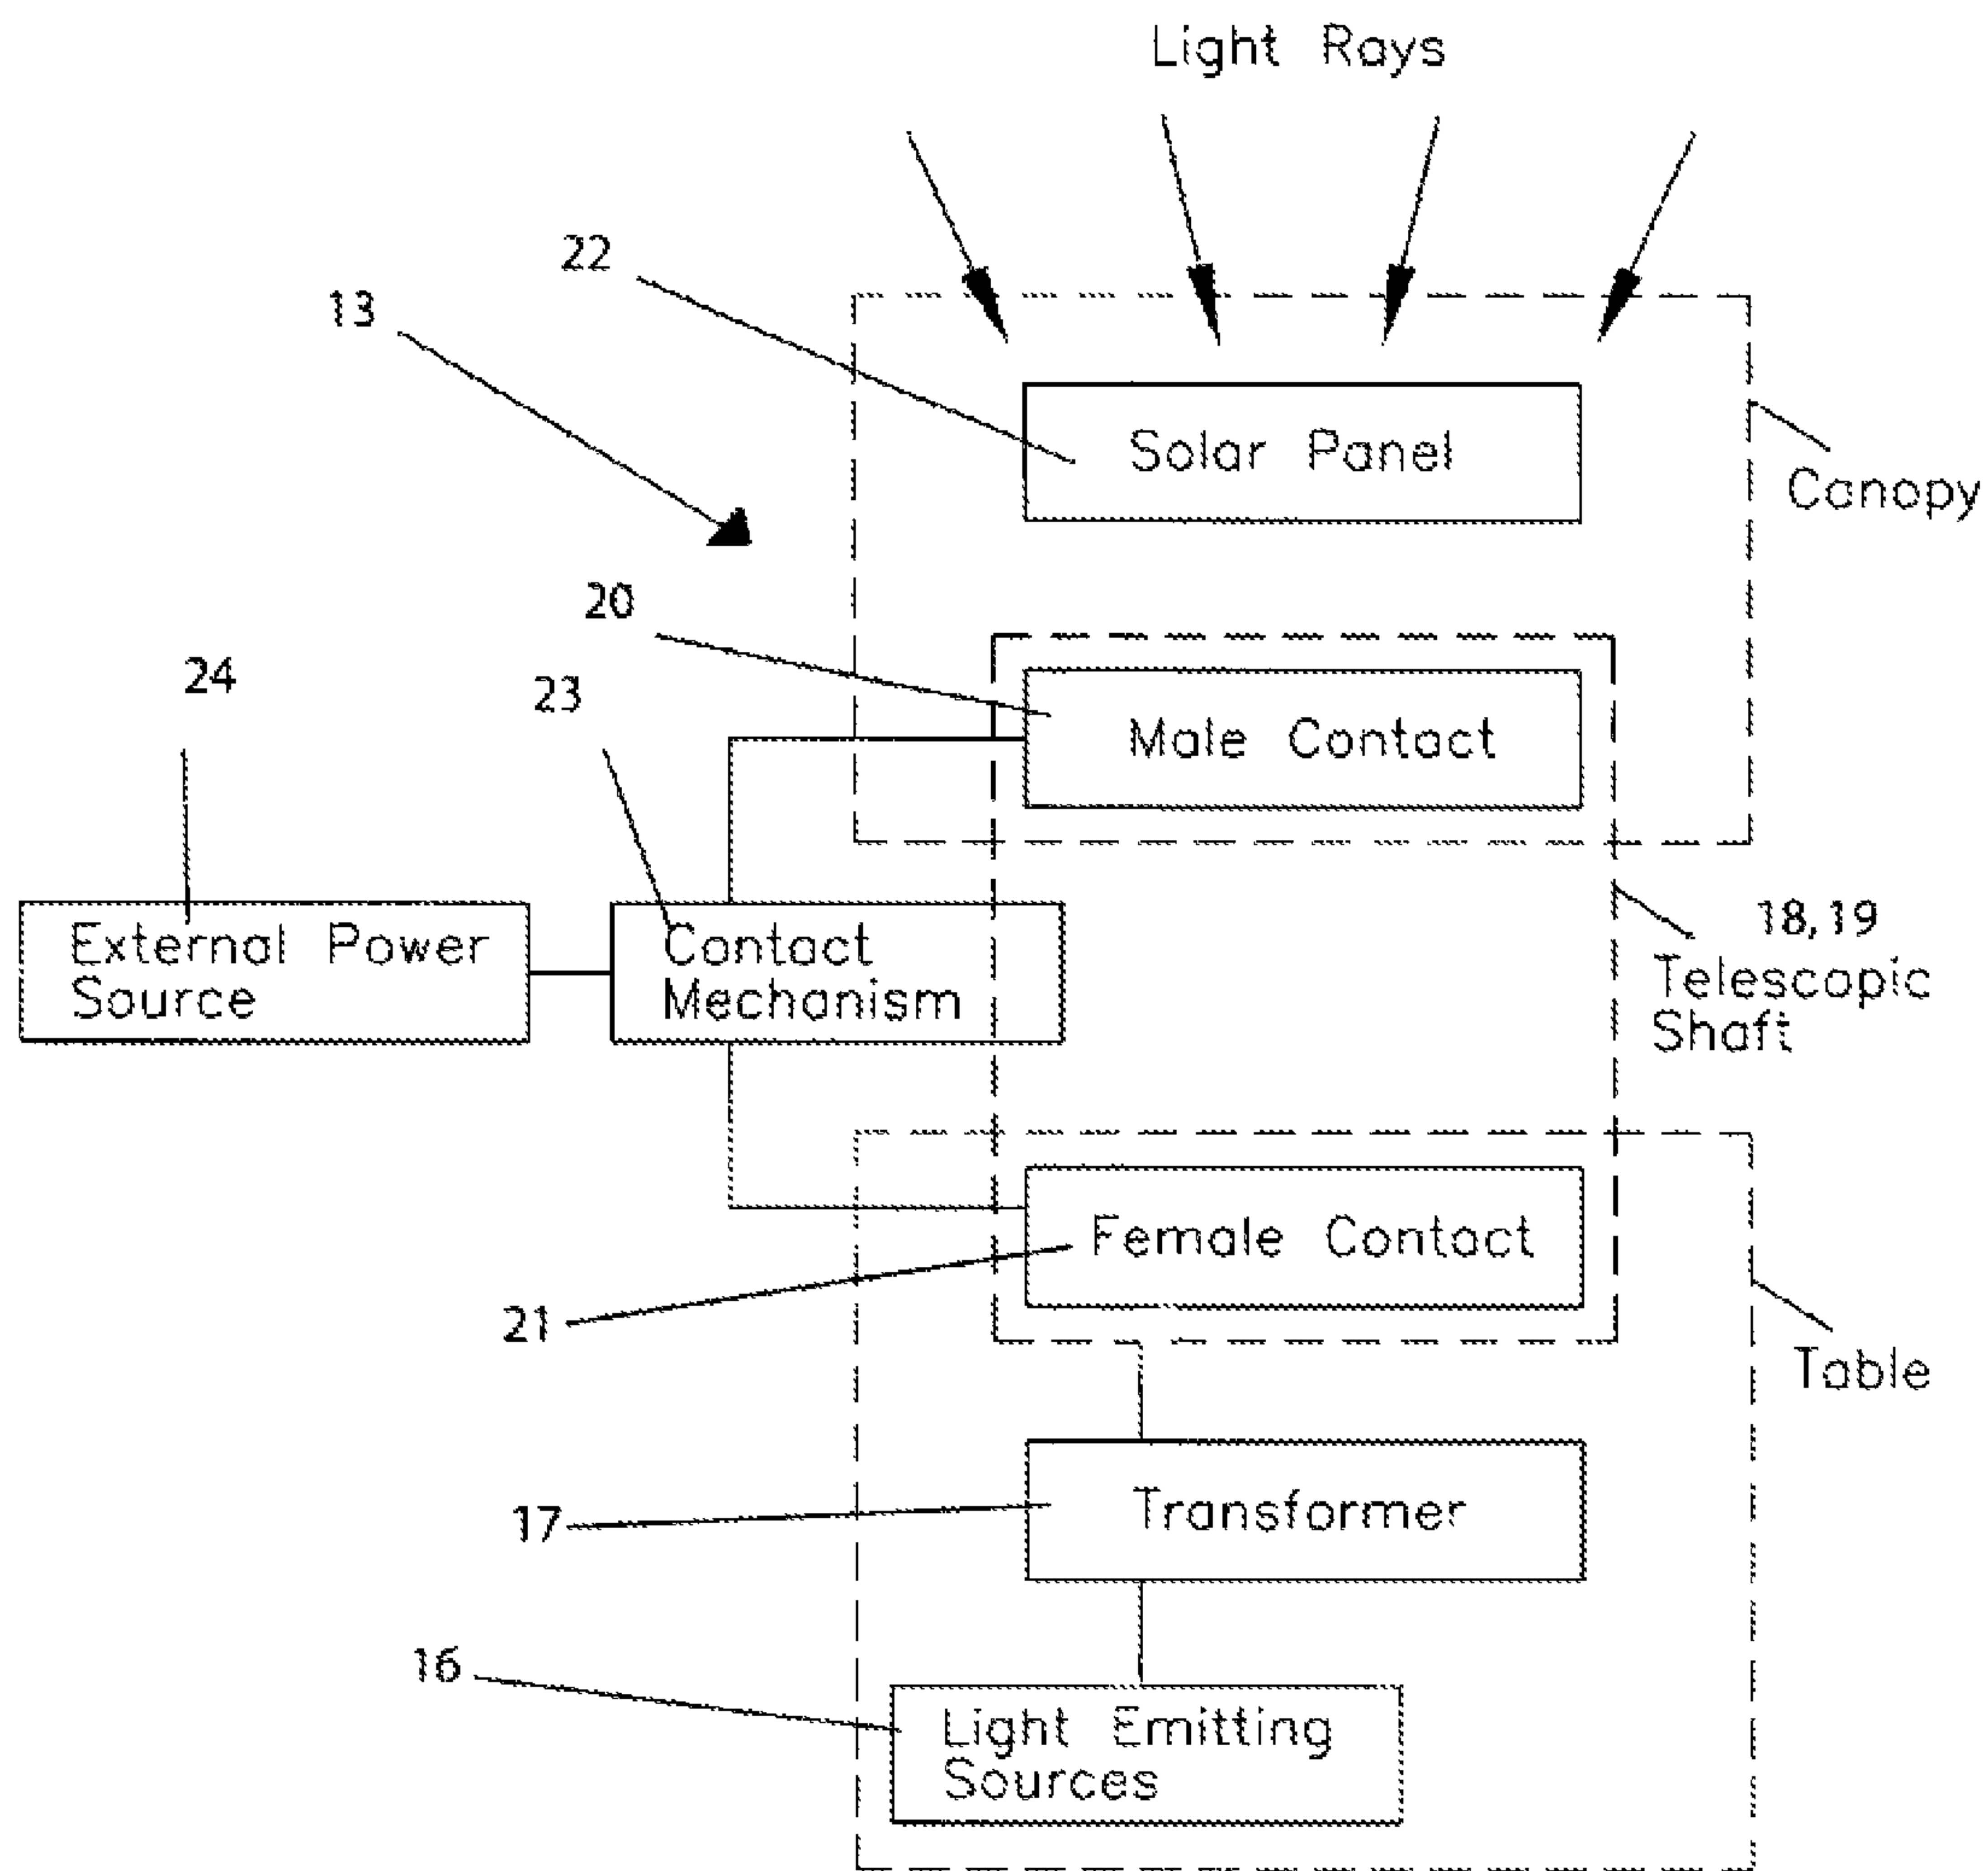 Light Rays
22
13
Solar Panel
Canopy
20
24
23
Male Contact
18,19
Telescopic
Shaft
External Power
Source
Contact
Mechanism
Female Contact
21
Table
17
Transformer
16
Light Emitting
Sources